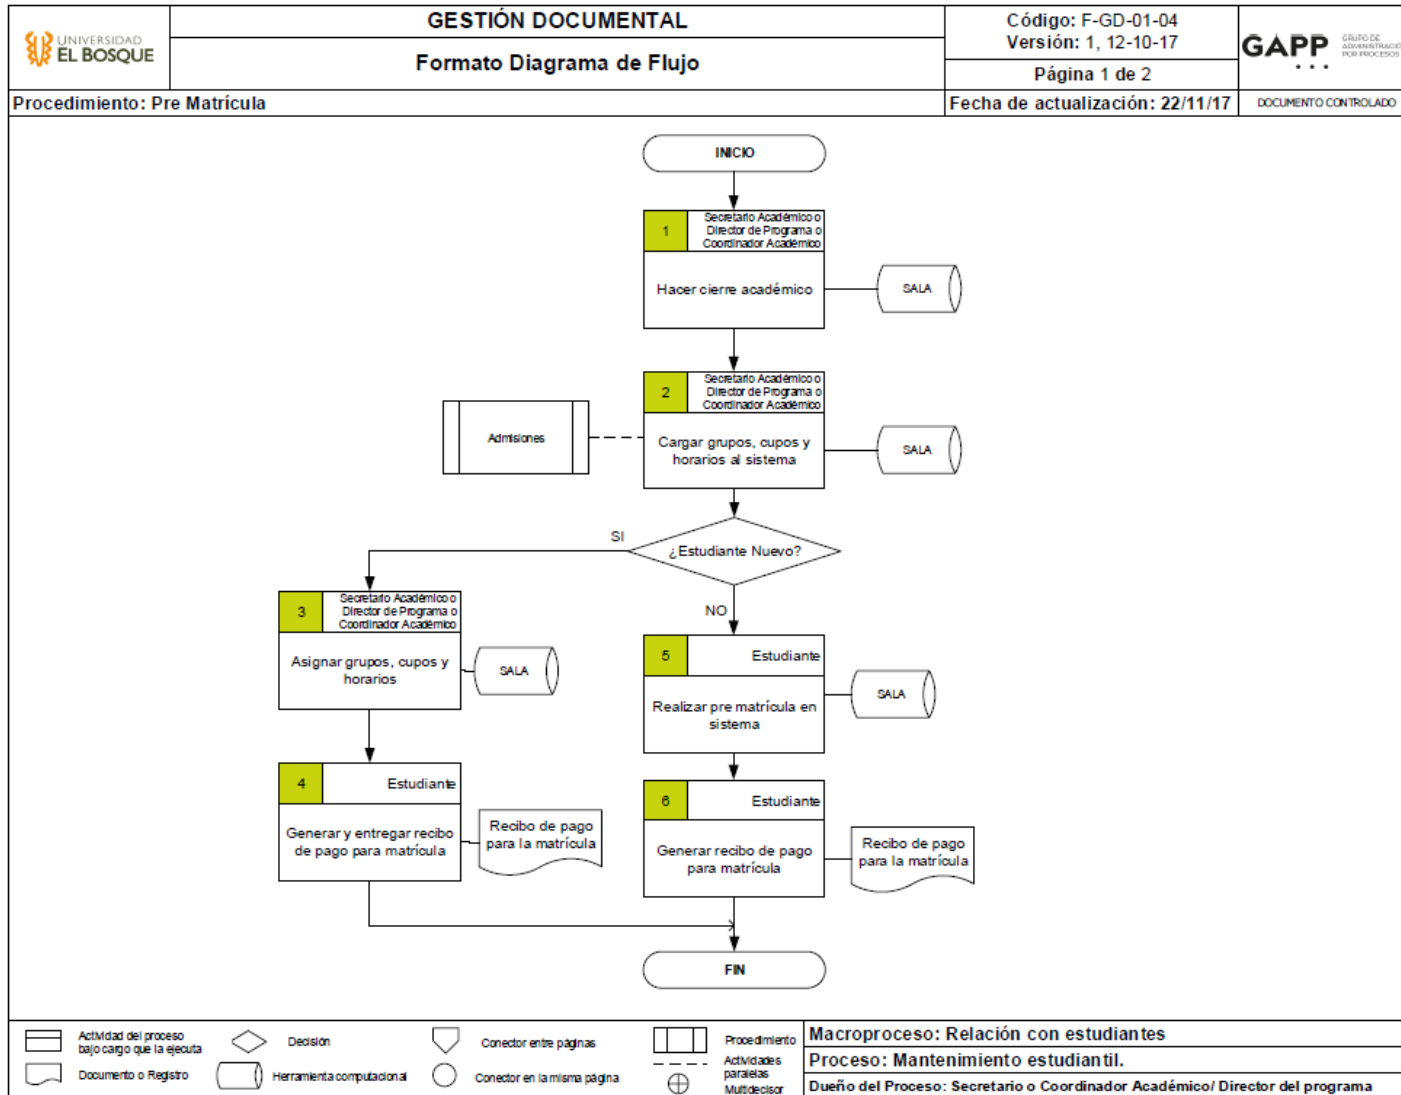 UNIVERSIDAD
EL BOSQUE
GESTIÓN DOCUMENTAL
Formato Diagrama de Flujo
Código: F-GD-01-04
Versión: 1, 12-10-17
Página 1 de 2
GAPP
GRUPO DE
ADMINISTRACIÓ
POR PROCESOS
Procedimiento: Pre Matrícula
Fecha de actualización: 22/11/17
DOCUMENTO CONTROLADO
INICIO
1
Secretario Académico o
Director de Programa o
Coordinador Académico
Hacer cierre académico
SALA
2
Secretario Académico o
Director de Programa o
Coordinador Académico
Admisiones
Cargar grupos, cupos y
horarios al sistema
SALA
SI
¿Estudiante Nuevo?
NO
3
Secretario Académico o
Director de Programa o
Coordinador Académico
Asignar grupos, cupos y
horarios
SALA
5
Estudiante
Realizar pre matrícula en
sistema
SALA
4
Estudiante
Generar y entregar recibo
de pago para matrícula
Recibo de pago
para la matrícula
6
Estudiante
Generar recibo de pago
para matrícula
Recibo de pago
para la matrícula
FIN
Actividad del proceso
bajo cargo que la ejecuta
Documento o Registro
Decisión
Herramienta computacional
Conector entre páginas
Conector en la misma página
Procedimiento
Actividades
paralelas
Multidecisor
Macroproceso: Relación con estudiantes
Proceso: Mantenimiento estudiantil.
Dueño del Proceso: Secretario o Coordinador Académico/ Director del programa